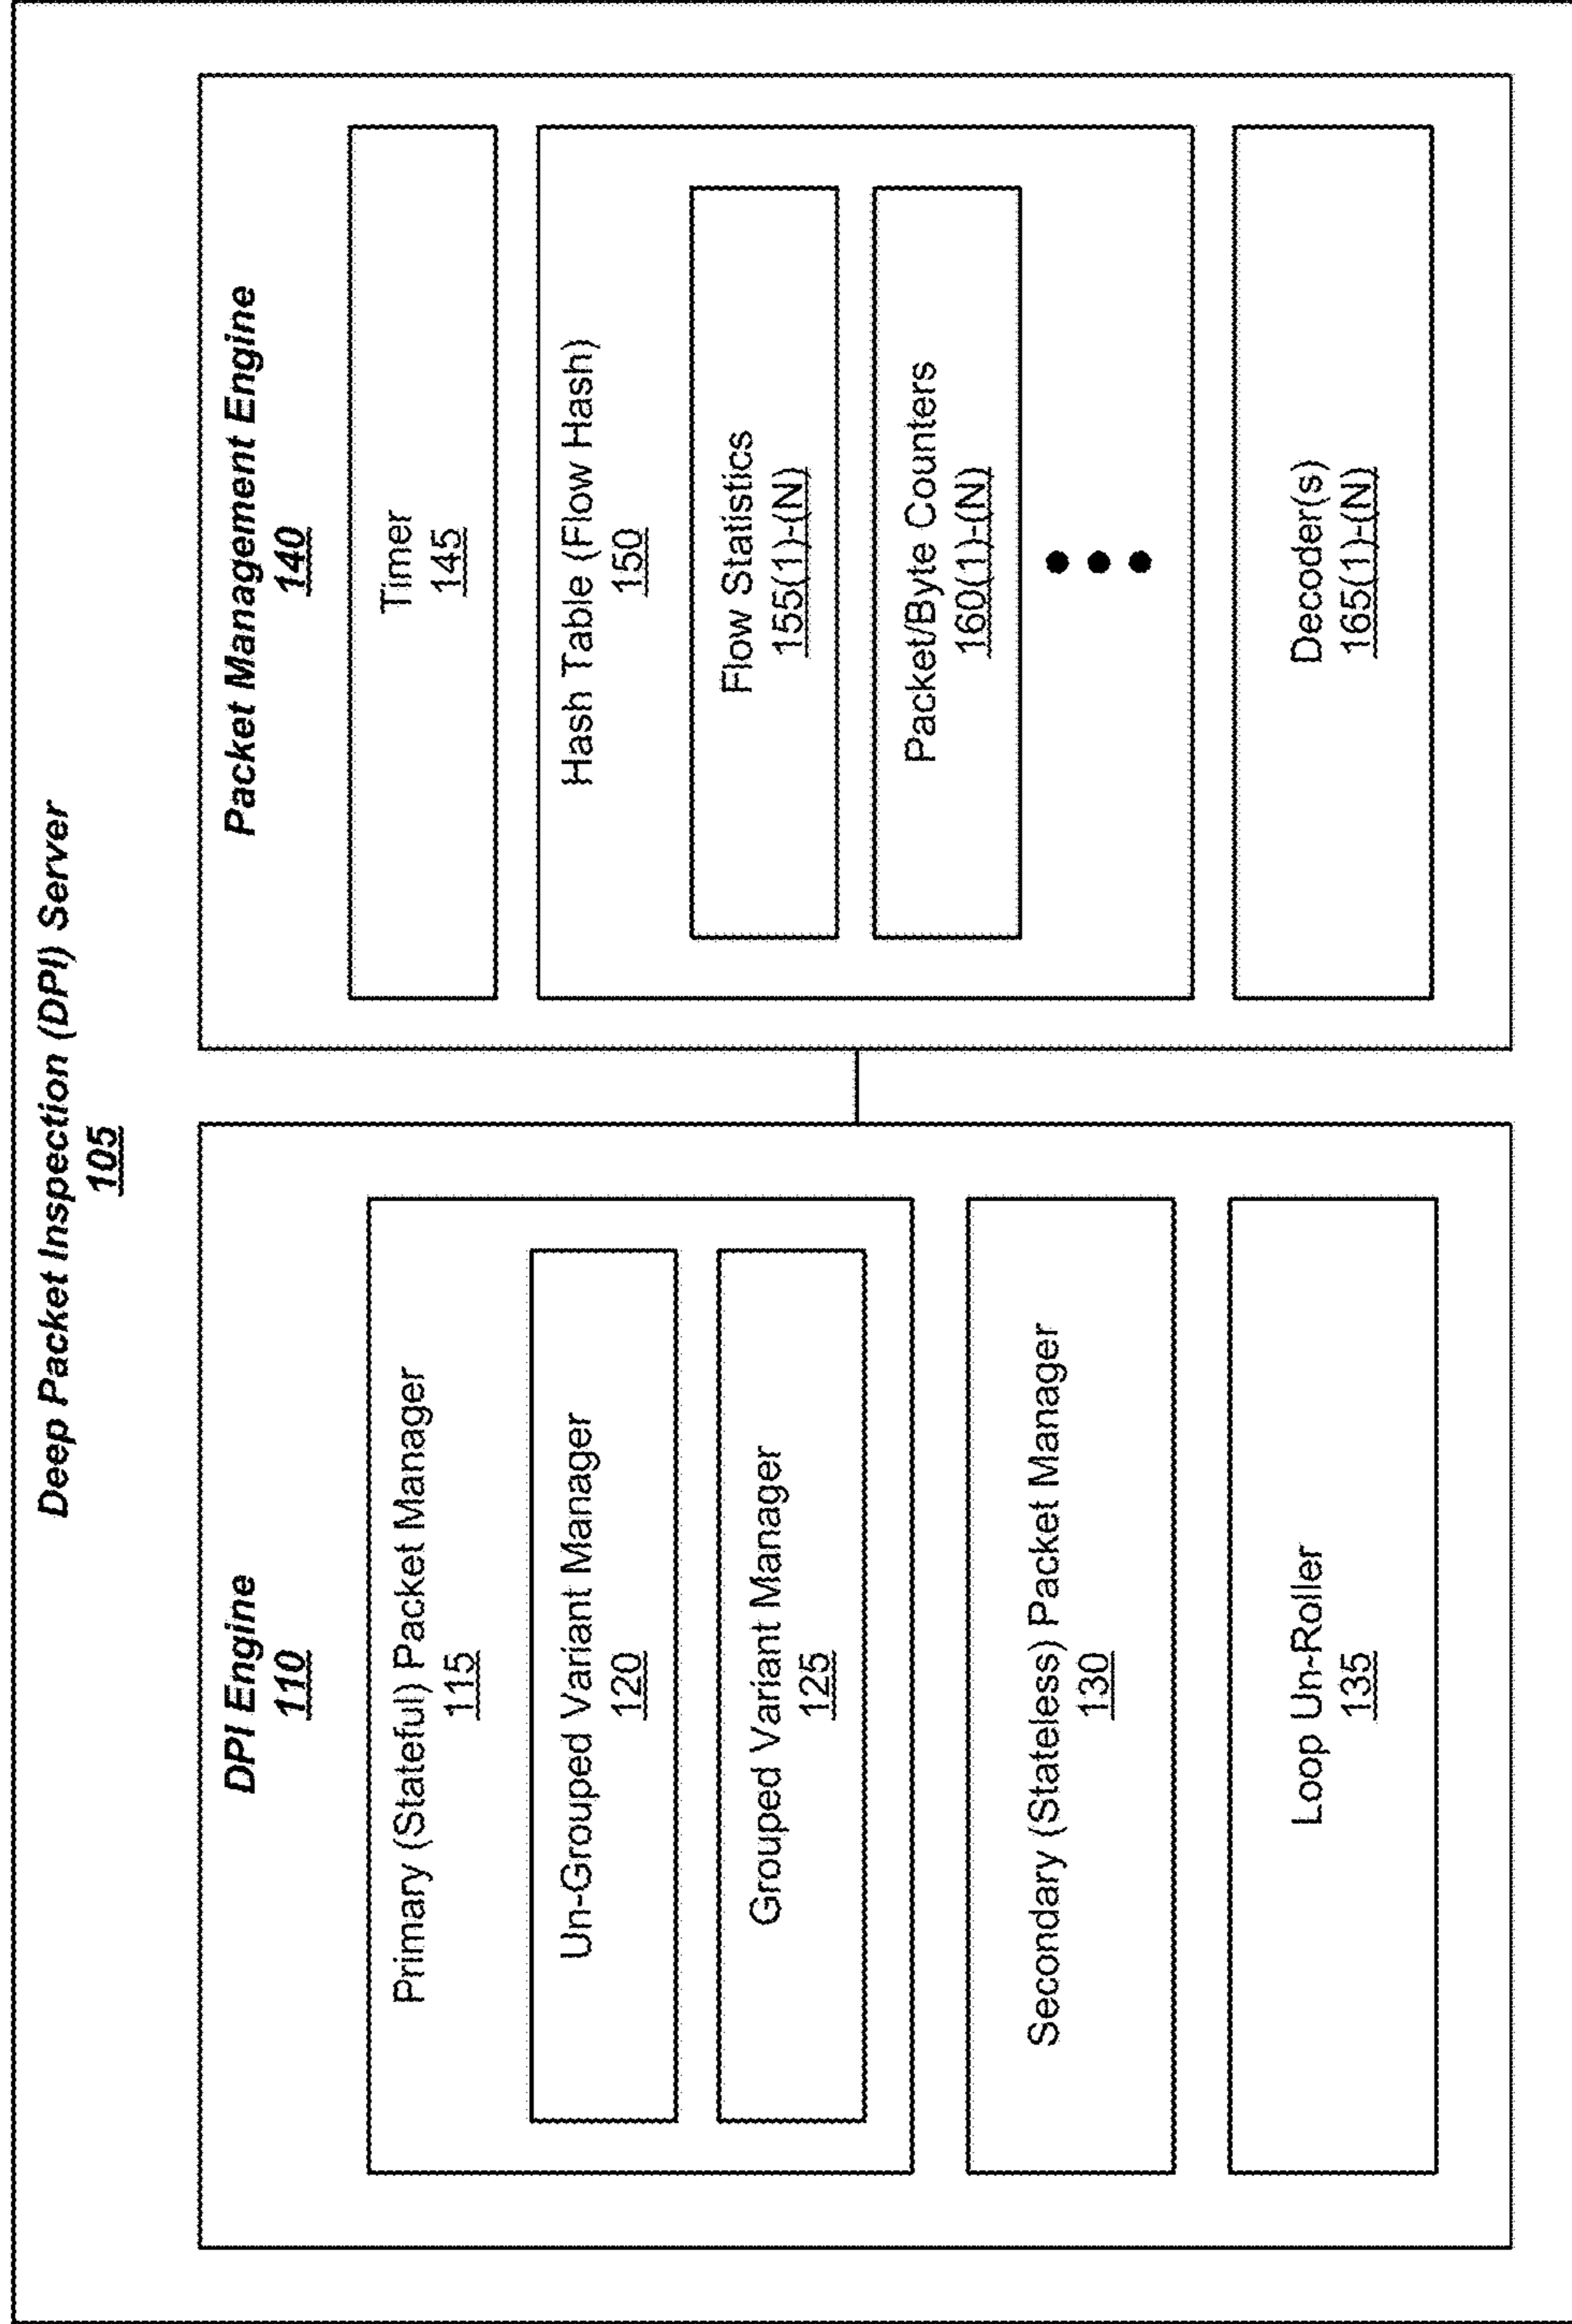 Deep Packet Inspection (DPI) Server
105
DPI Engine
110
Primary (Stateful) Packet Manager
115
Un-Grouped Variant Manager
120
Grouped Variant Manager
125
Secondary (Stateless) Packet Manager
130
Loop Un-Roller
135
Packet Management Engine
140
Timer
145
Hash Table (Flow Hash)
150
Flow Statistics
155(1)-(N)
Packet/Byte Counters
160(1)-(N)
Decoder(s)
165(1)-(N)